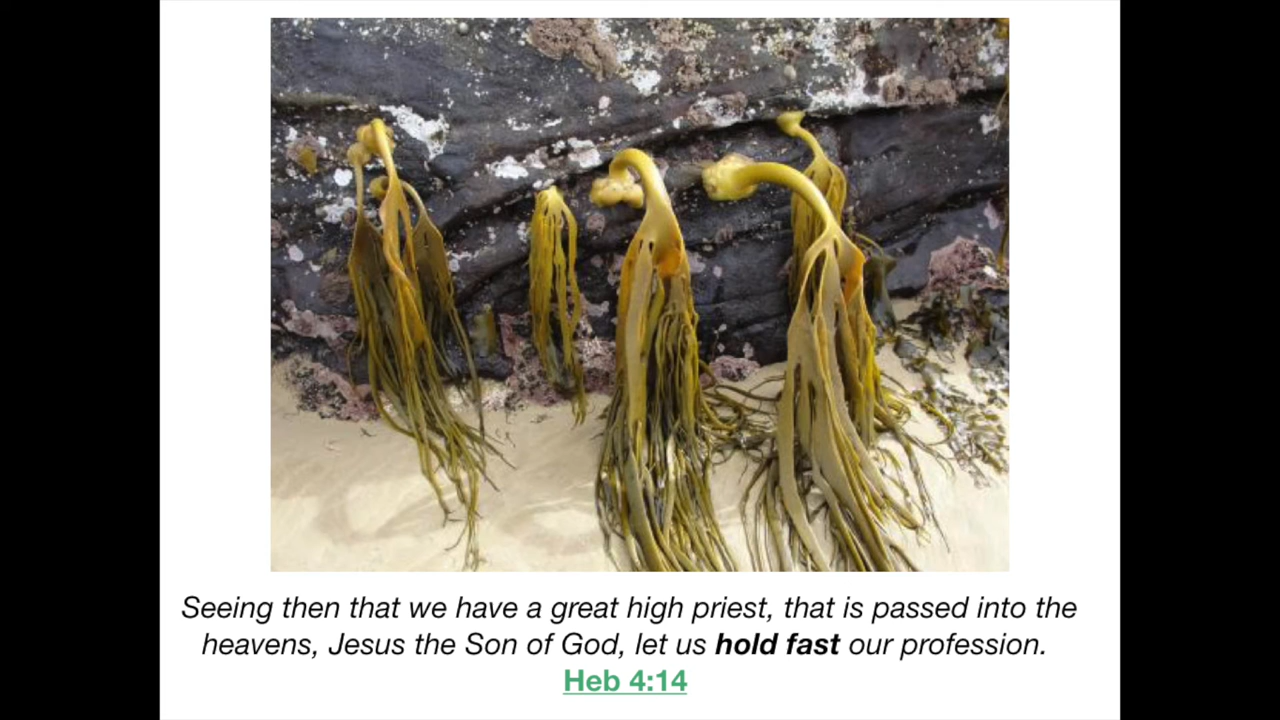 Seeing then that we have a great high priest, that is passed into the
heavens, Jesus the Son of God, let us hold fast our profession.
Heb 4:14